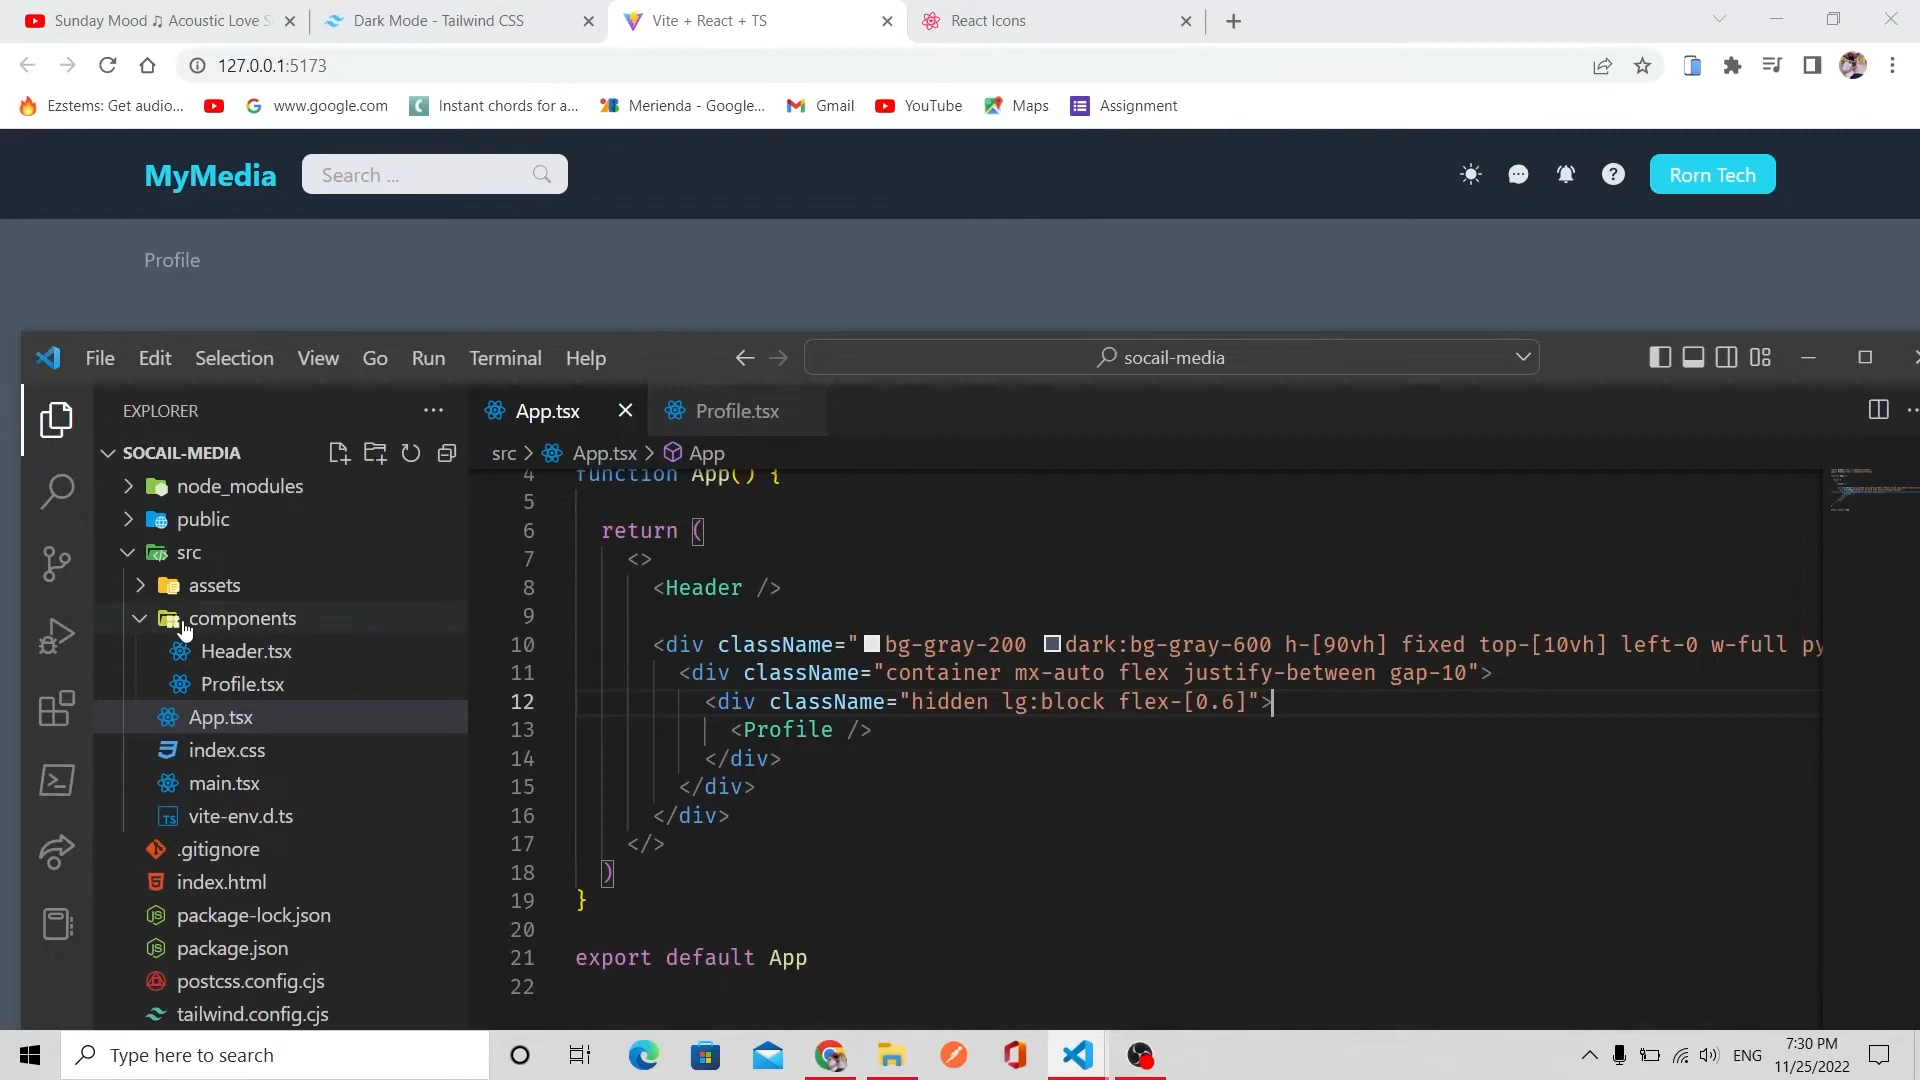 Sunday Mood ♫ Acoustic Love S
Dark Mode - Tailwind CSS
Vite + React + TS
React Icons
127.0.0.1:5173
Ezstems: Get audio...
www.google.com
Instant chords for a...
Merienda - Google...
Gmail
YouTube
Maps
Assignment
MyMedia
Search ...
Rorn Tech
Profile
File Edit Selection View Go Run Terminal Help
socail-media
EXPLORER
App.tsx
Profile.tsx
SOCAIL-MEDIA
src > App.tsx > App
node_modules
public
src
assets
components
Header.tsx
Profile.tsx
App.tsx
index.css
main.tsx
vite-env.d.ts
.gitignore
index.html
package-lock.json
package.json
postcss.config.cjs
tailwind.config.cjs
4 function App() {
5
6 return (
7 <>
8 <Header />
9
10 <div className="bg-gray-200 dark:bg-gray-600 h-[90vh] fixed top-[10vh] left-0 w-full py
11 <div className="container mx-auto flex justify-between gap-10">
12 <div className="hidden lg:block flex-[0.6]">
13 <Profile />
14 </div>
15 </div>
16 </div>
17 </>
18 )
19 }
20
21 export default App
22
Type here to search
ENG
7:30 PM
11/25/2022